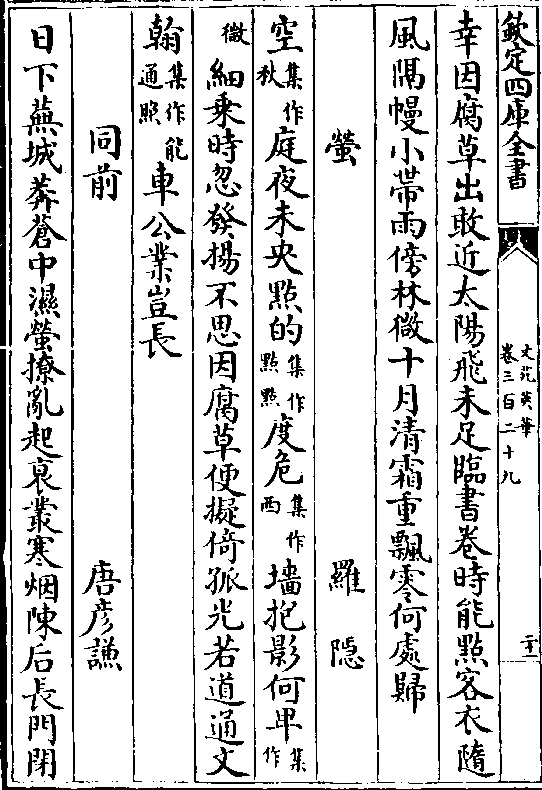 欽定四庫全書
文苑英華
卷三百二十九
二十一
幸因腐草出敢近太陽飛未足臨書卷時能點客衣隨
風隔幔小帶雨傍林微十月清霜重飄零何處歸
螢 羅隱
空集作秋庭夜未央點的集作點點度危集作西墻抱影何卑集作
微細乗時忽發揚不思因腐草便擬倚孤光若道通文
翰集作能通照車公業豈長
同前 唐彦謙
日下蕪城莽蒼中濕螢撩亂起衰叢寒烟陳后長門閉